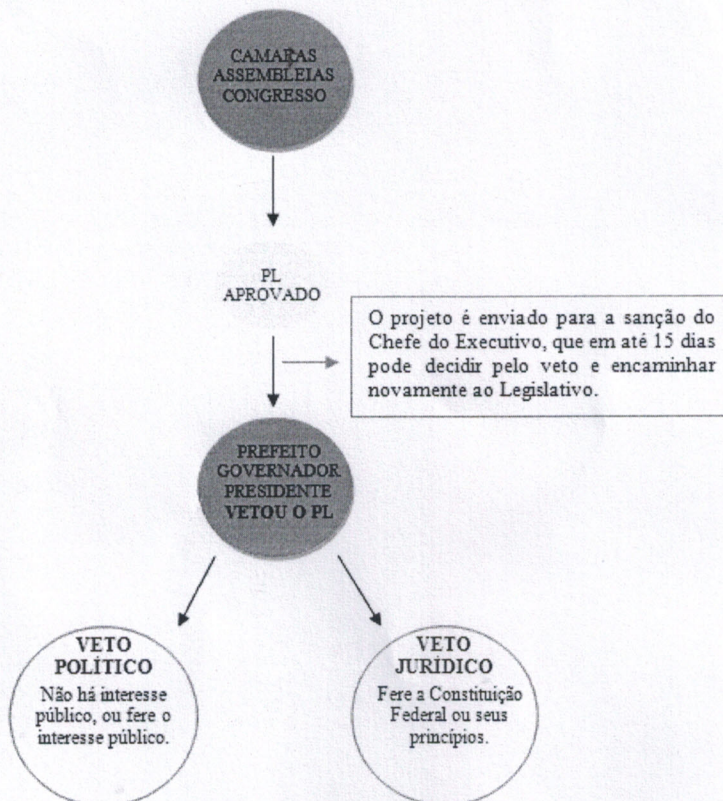 CAMARAS
ASSEMBLEIAS
CONGRESSO
PL
APROVADO
O projeto é enviado para a sanção do
Chefe do Executivo, que em até 15 dias
pode decidir pelo veto e encaminhar
novamente ao Legislativo.
PREFEITO
GOVERNADOR
PRESIDENTE
VETOU O PL
VETO
POLÍTICO
Não há interesse
público, ou fere o
interesse público.
VETO
JURÍDICO
Fere a Constituição
Federal ou seus
princípios.